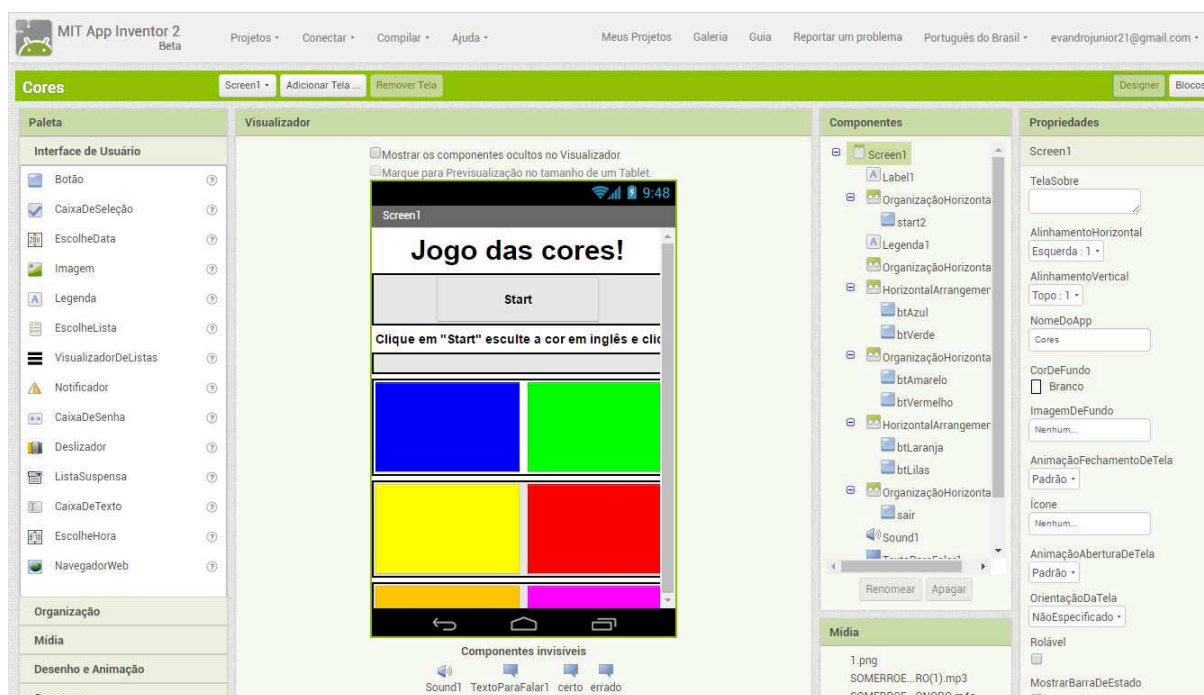 MIT App Inventor 2
Beta
Projetos Conectar Compilar Ajuda Meus Projetos Galeria Guia Reportar um problema Português do Brasil evandrojunior21@gmail.com
Cores Screen1 Adicionar Tela ... Remover Tela Designer Blocos
Paleta
Interface de Usuário
Botão
CaixaDeSeleção
EscolheData
Imagem
Legenda
EscolheLista
VisualizadorDeListas
Notificador
CaixaDeSenha
Deslizador
ListaSuspensa
CaixaDeTexto
EscolheHora
NavegadorWeb
Organização
Mídia
Desenho e Animação
Visualizador
Mostrar os componentes ocultos no Visualizador
Marque para Previsualização no tamanho de um Tablet.
9:48
Screen1
Jogo das cores!
Start
Clique em "Start" esculte a cor em inglês e clic
Componentes invisíveis
Sound1 TextoParaFalar1 certo errado
Componentes
Screen1
Label1
OrganizaçãoHorizonta
start2
Legenda1
OrganizaçãoHorizonta
HorizontalArrangemer
btAzul
btVerde
OrganizaçãoHorizonta
btAmarelo
btVermelho
HorizontalArrangemer
btLaranja
btLilas
OrganizaçãoHorizonta
sair
Sound1
TextoParaFalar1
Renomear Apagar
Mídia
1.png
SOMERROE...RO(1).mp3
Propriedades
Screen1
TelaSobre
AlinhamentoHorizontal
Esquerda : 1
AlinhamentoVertical
Topo : 1
NomeDoApp
Cores
CorDeFundo
Branco
ImagemDeFundo
Nenhum...
AnimaçãoFechamentoDeTela
Padrão
Ícone
Nenhum...
AnimaçãoAberturaDeTela
Padrão
OrientaçãoDaTela
NãoEspecificado
Rolável
MostrarBarraDeEstado